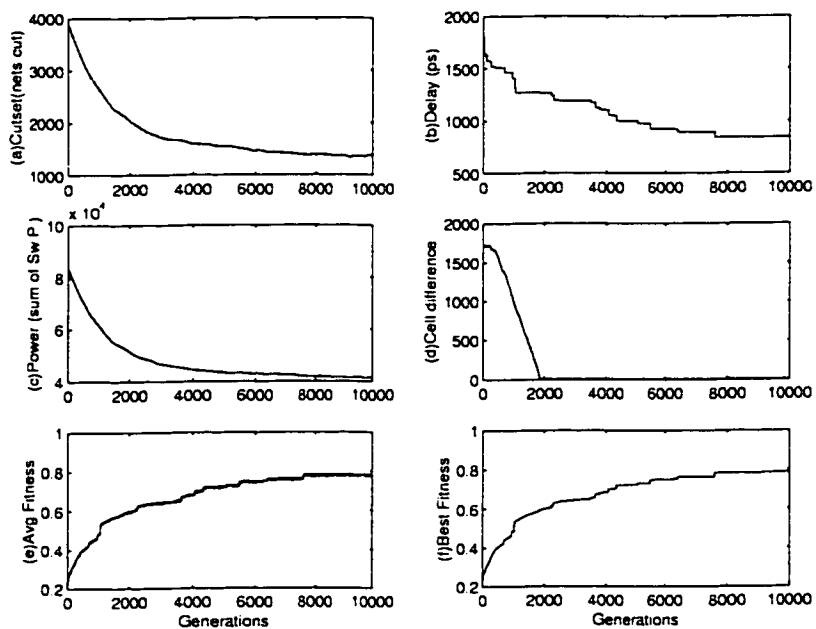 4000
3000
2000
1000
(a)Cutset(nets cut)
0 2000 4000 6000 8000 10000
2000
1500
1000
500
(b)Delay (ps)
0 2000 4000 6000 8000 10000
x 10^4
10
8
6
4
(c)Power (sum of Sw P )
0 2000 4000 6000 8000 10000
2000
1500
1000
500
0
(d)Cell difference
0 2000 4000 6000 8000 10000
1
0.8
0.6
0.4
0.2
(e)Avg Fitness
0 2000 4000 6000 8000 10000
Generations
1
0.8
0.6
0.4
0.2
(f)Best Fitness
0 2000 4000 6000 8000 10000
Generations